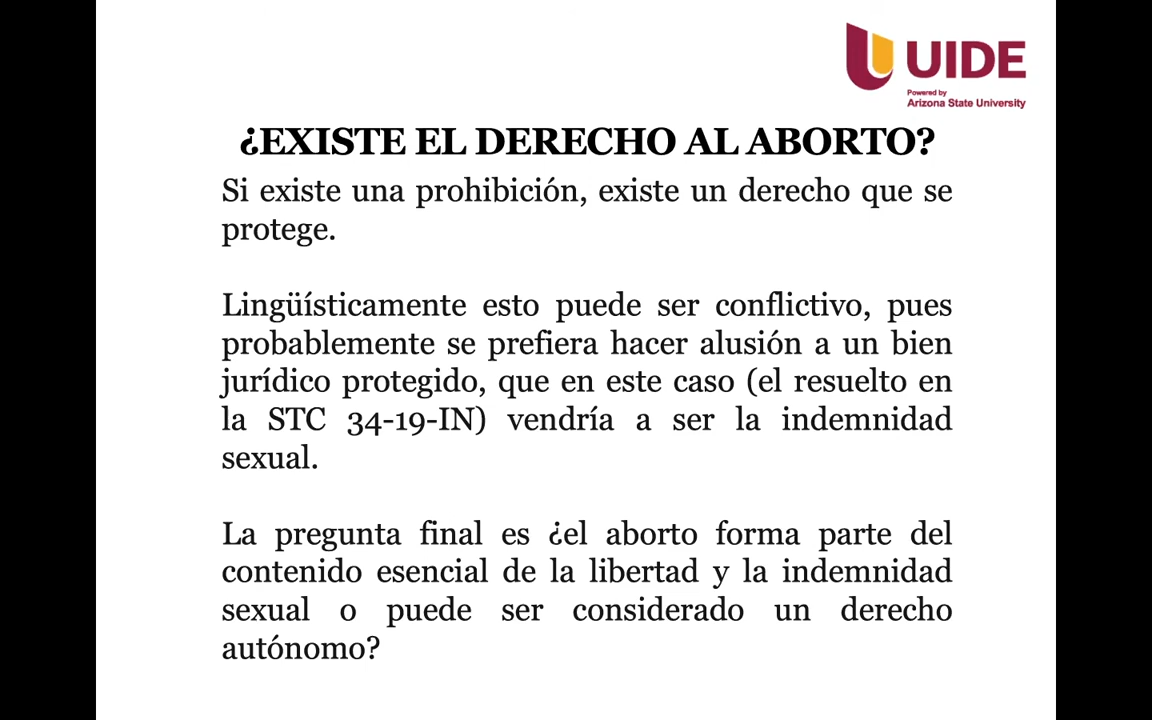 UIDE
Powered by
Arizona State University
¿EXISTE EL DERECHO AL ABORTO?
Si existe una prohibición, existe un derecho que se
protege.
Lingüísticamente esto puede ser conflictivo, pues
probablemente se prefiera hacer alusión a un bien
jurídico protegido, que en este caso (el resuelto en
la STC 34-19-IN) vendría a ser la indemnidad
sexual.
La pregunta final es ¿el aborto forma parte del
contenido esencial de la libertad y la indemnidad
sexual o puede ser considerado un derecho
autónomo?